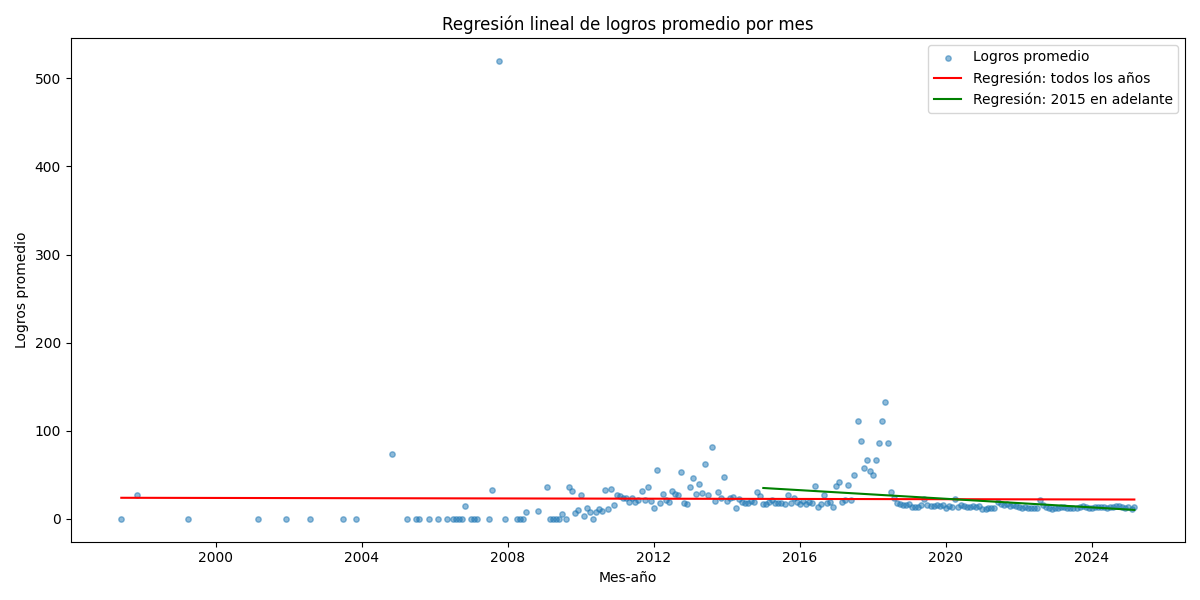 Regresión lineal de logros promedio por mes
Logros promedio
Regresión: todos los años
Regresión: 2015 en adelante
500
400
300
200
100
0
Logros promedio
2000
2004
2008
2012
2016
2020
2024
Mes-año